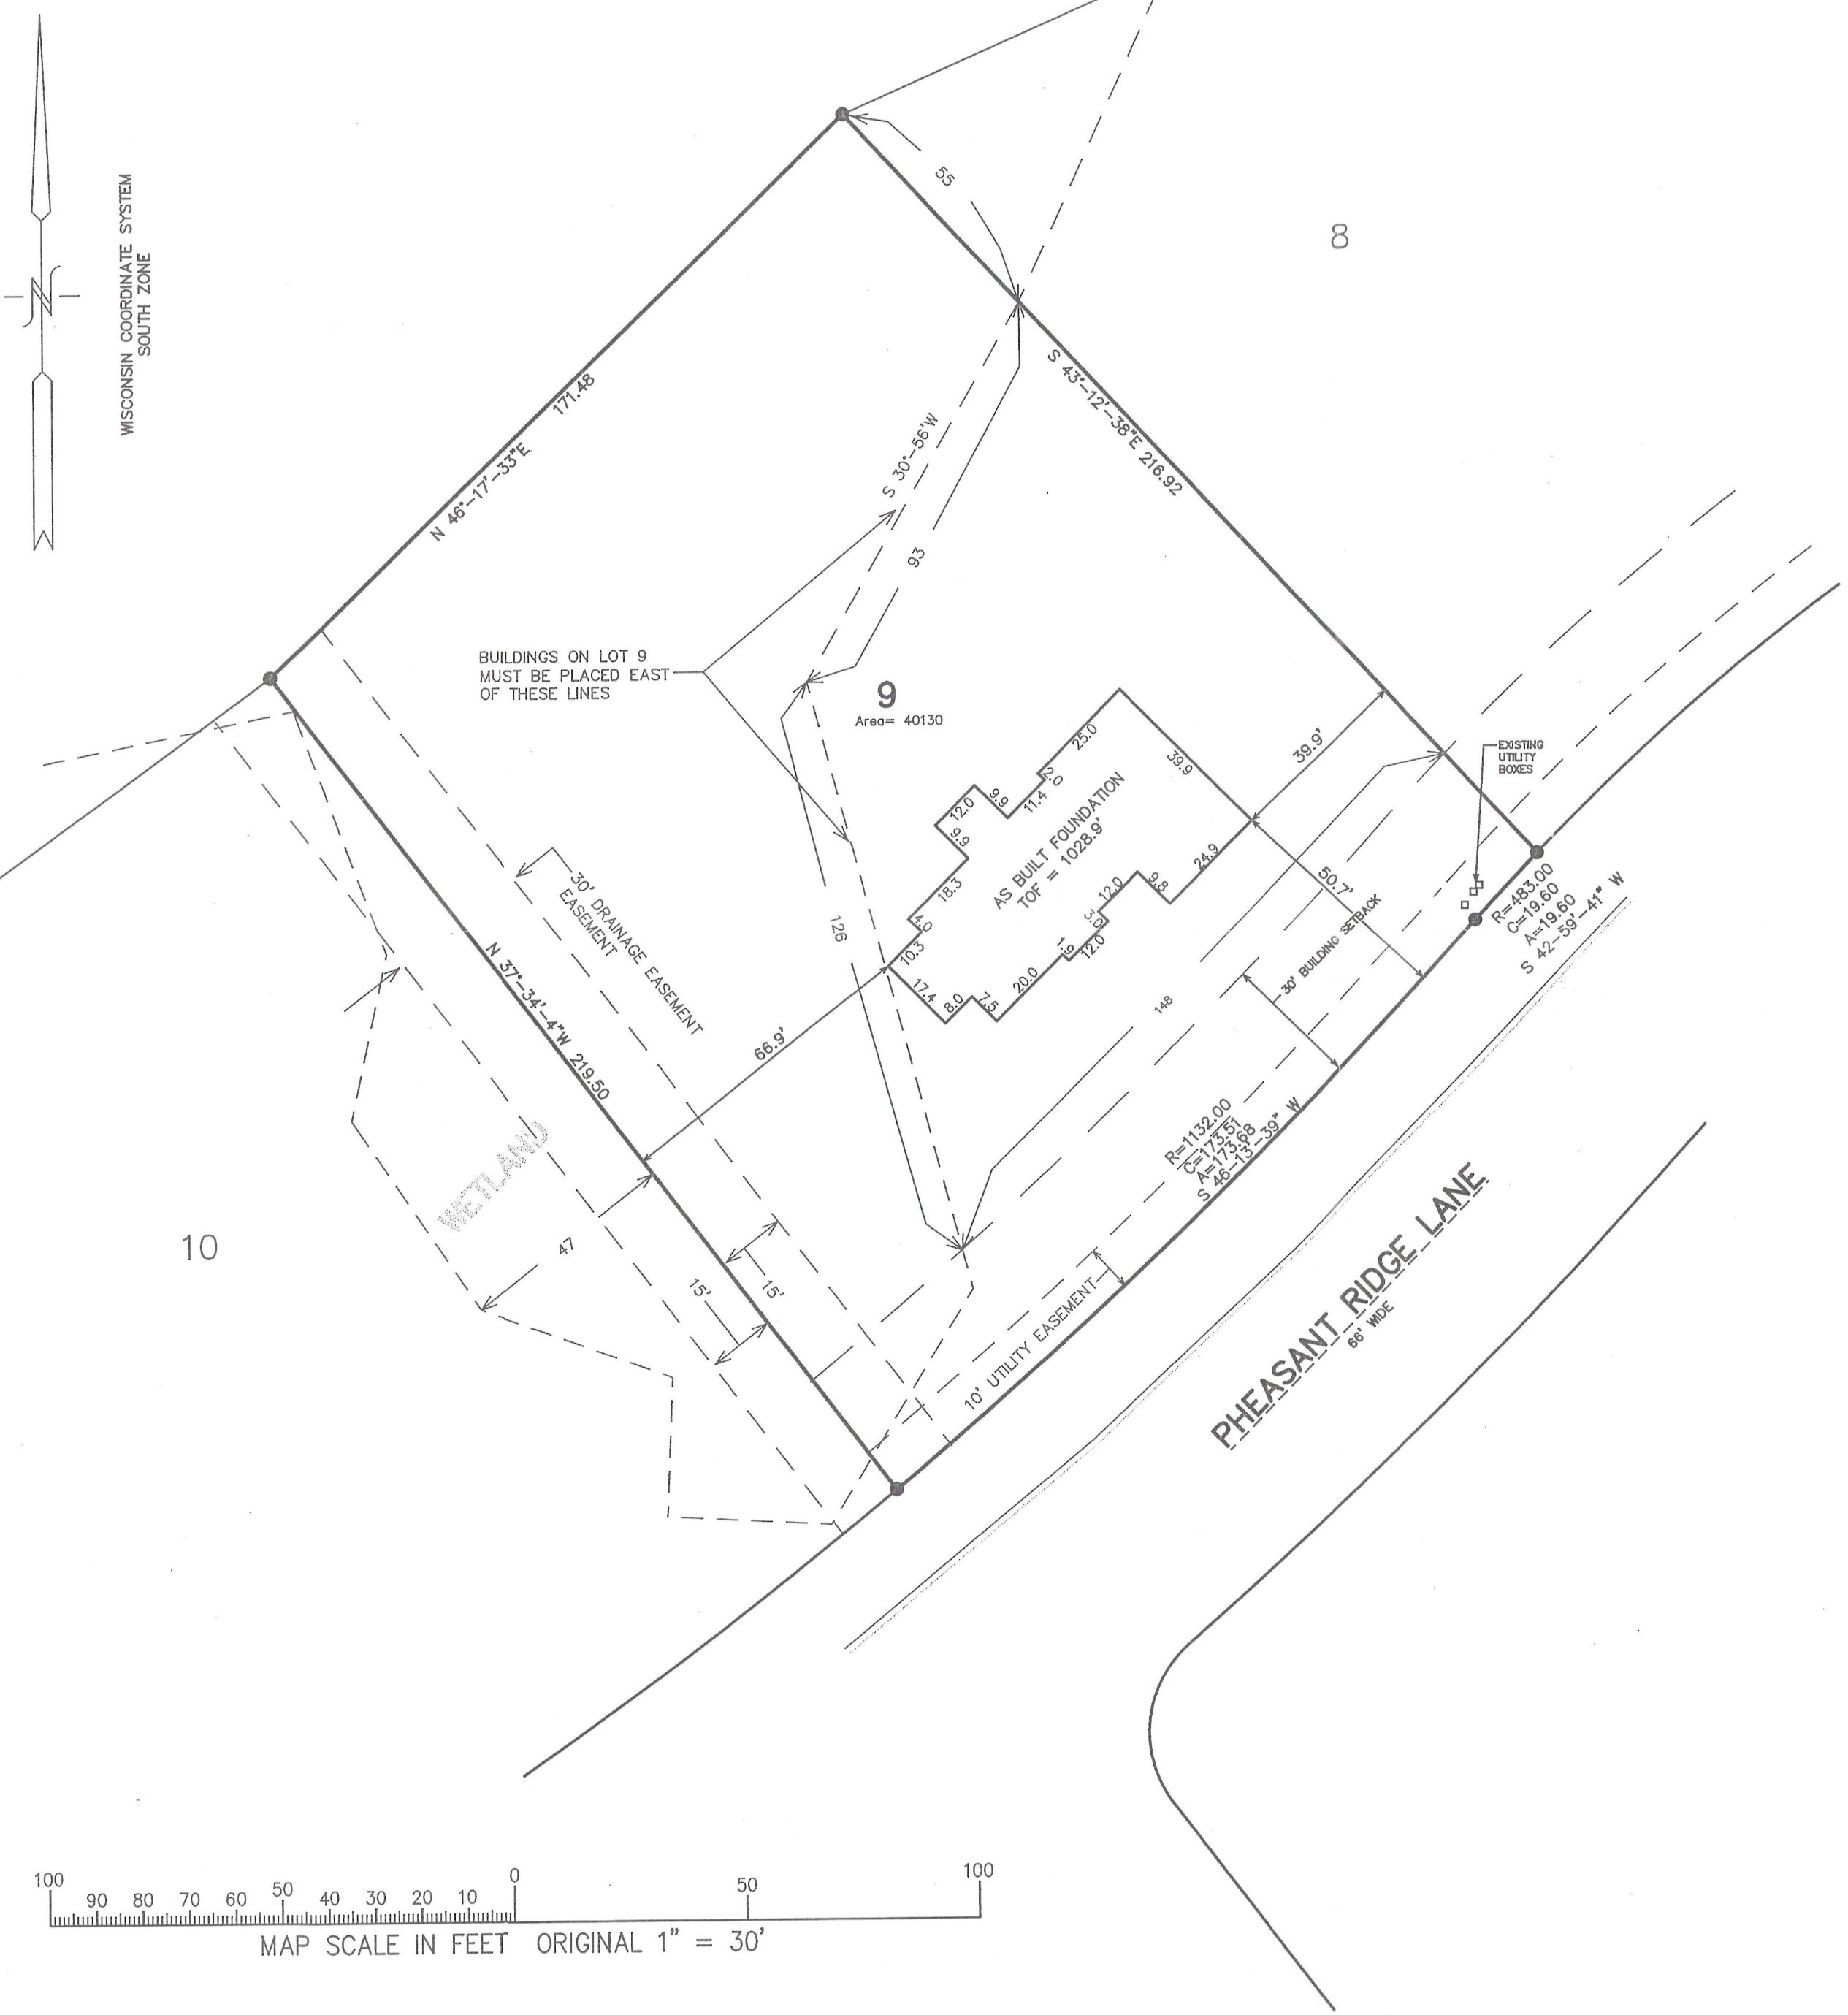 WISCONSIN COORDINATE SYSTEM
SOUTH ZONE
N
55
8
S 43°-12'-38"E 216.92
N 46°-17'-33"E 171.48
S 30°-56'W
93
BUILDINGS ON LOT 9
MUST BE PLACED EAST
OF THESE LINES
9
Area= 40130
25.0
39.9
39.9'
2.0
11.4
9.9
12.0
9.9
18.3
4.0
10.3
17.4
8.0
7.5
20.0
1.9
12.0
3.0
12.0
9.8
24.9
AS BUILT FOUNDATION
TOF = 1028.9'
EXISTING
UTILITY
BOXES
50.7'
30' BUILDING SETBACK
R=483.00
C=19.60
A=19.60
S 42-59'-41" W
30' DRAINAGE EASEMENT
EASEMENT
126
148
N 37°-34'-4"W 219.50
66.9'
R=1132.00
C=173.51
A=173.68
S 46-13'-39" W
WETLAND
10
47
15'
15'
10' UTILITY EASEMENT
PHEASANT RIDGE LANE
66' WIDE
100 90 80 70 60 50 40 30 20 10 0 50 100
MAP SCALE IN FEET ORIGINAL 1" = 30'